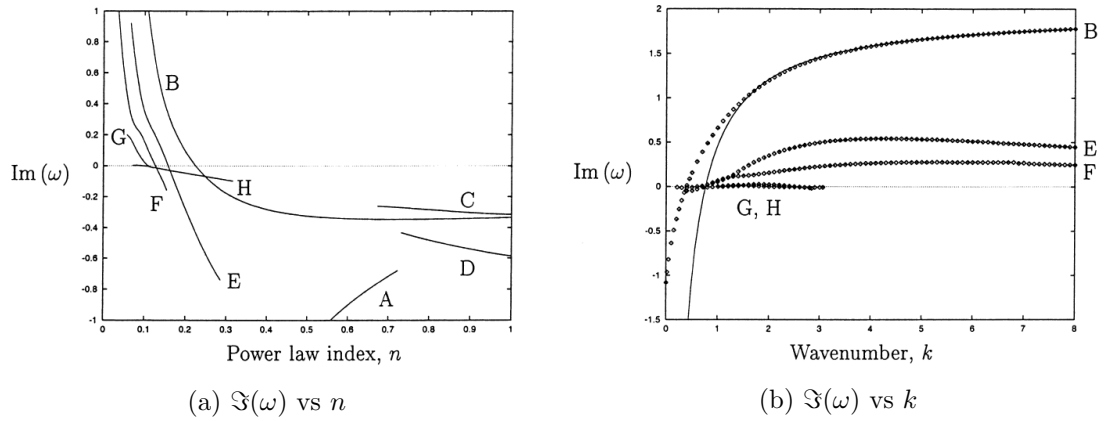 1
0.8
0.6
0.4
0.2
0
-0.2
-0.4
-0.6
-0.8
-1
Im (ω)
B
G
F
H
E
C
D
A
0 0.1 0.2 0.3 0.4 0.5 0.6 0.7 0.8 0.9 1
Power law index, n
(a) ℑ(ω) vs n
2
1.5
1
0.5
0
-0.5
-1
-1.5
Im (ω)
B
E
F
G, H
0 1 2 3 4 5 6 7 8
Wavenumber, k
(b) ℑ(ω) vs k